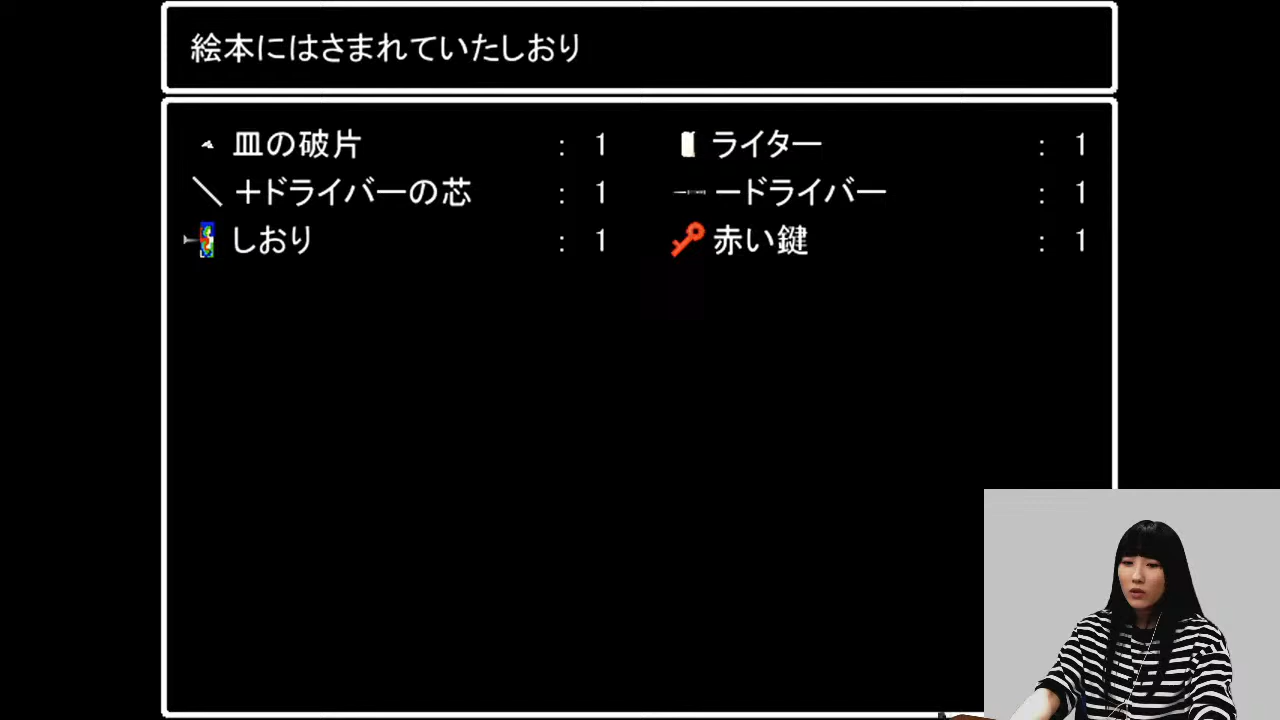 絵本にはさまれていたしおり
皿の破片 : 1 ライター : 1
+ドライバーの芯 : 1 ードライバー : 1
しおり : 1 赤い鍵 : 1